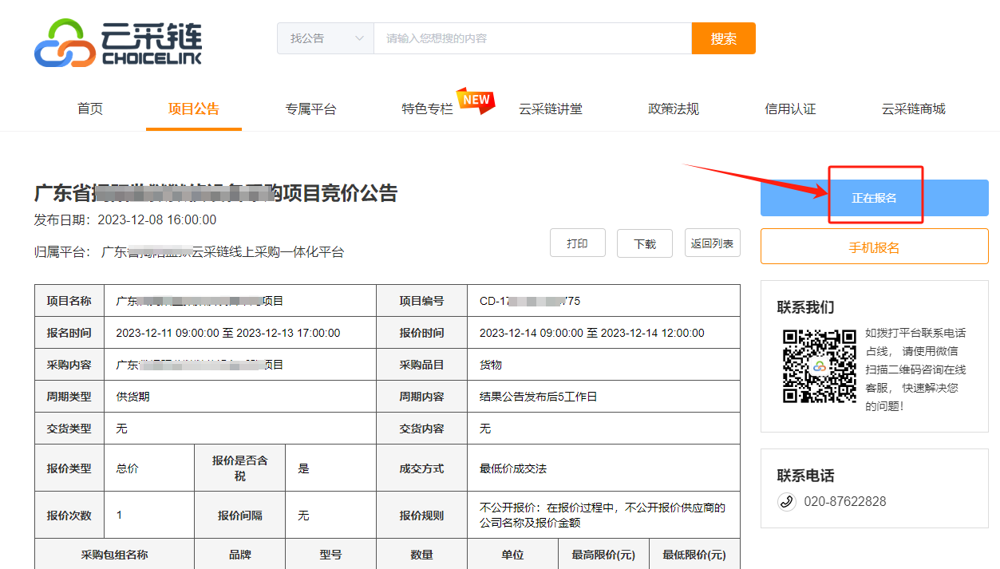 云采链
CHOICELINK
找公告
请输入您想搜的内容
搜索
首页
项目公告
专属平台
特色专栏
NEW
云采链讲堂
政策法规
信用认证
云采链商城
广东省
购项目竞价公告
发布日期：2023-12-08 16:00:00
归属平台：广东
云采链线上采购一体化平台
打印
下载
返回列表
正在报名
手机报名
项目名称
广东
项目
项目编号
CD-17
775
报名时间
2023-12-11 09:00:00 至 2023-12-13 17:00:00
报价时间
2023-12-14 09:00:00 至 2023-12-14 12:00:00
采购内容
广东
项目
采购品目
货物
周期类型
供货期
周期内容
结果公告发布后5工作日
交货类型
无
交货内容
无
报价类型
总价
报价是否含
税
是
成交方式
最低价成交法
报价次数
1
报价间隔
无
报价规则
不公开报价：在报价过程中，不公开报价供应商的
公司名称及报价金额
采购包组名称
品牌
型号
数量
单位
最高限价(元)
最低限价(元)
联系我们
如拨打平台联系电话
占线， 请使用微信
扫描二维码咨询在线
客服， 快速解决您
的问题！
联系电话
020-87622828